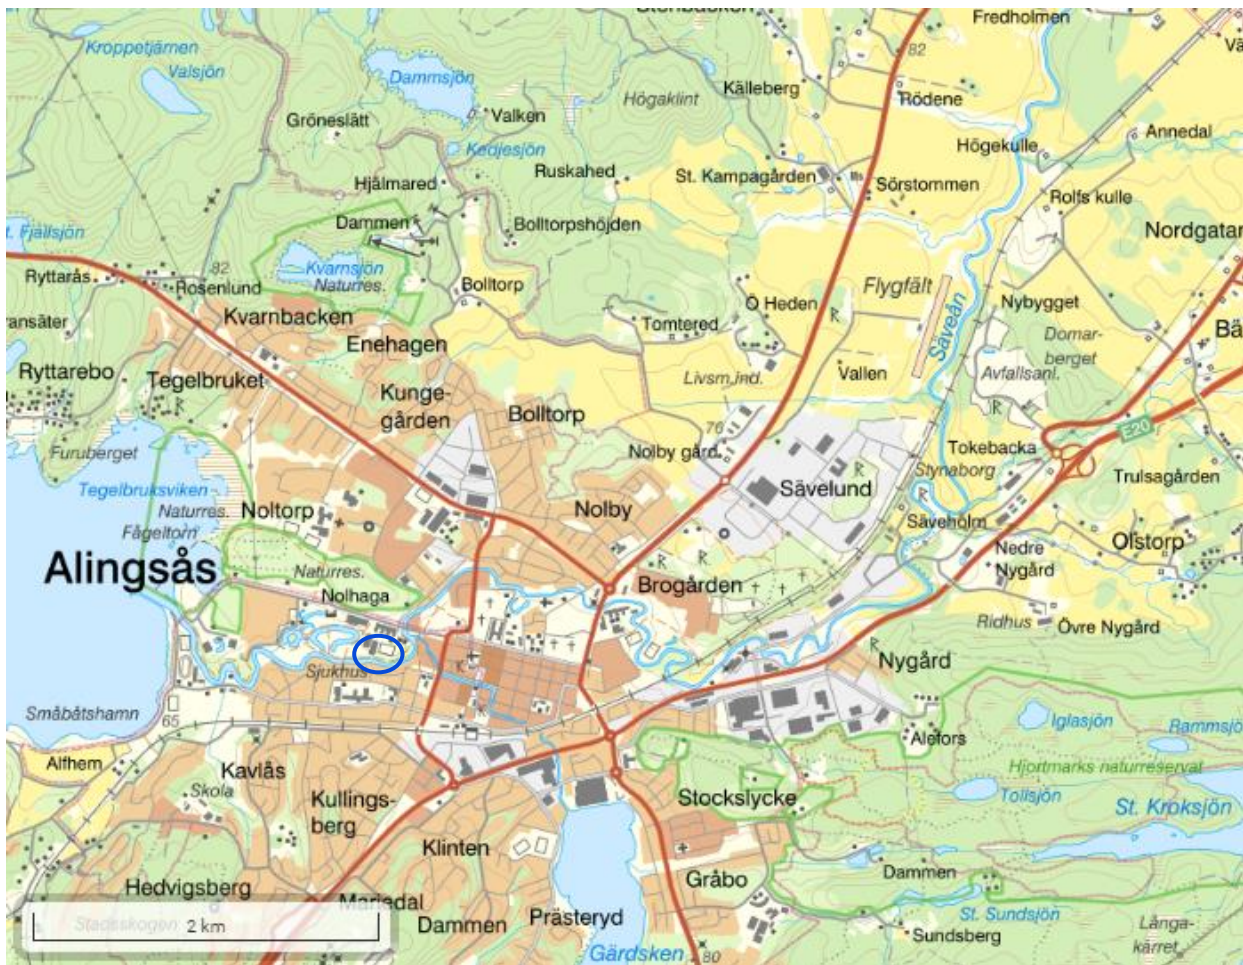 Fredholmen
Kroppetjärnen
Valsjön
Dammsjön
82
Källeberg
Högaklint
Rödene
Gröneslätt
Valken
Annedal
Högekulle
Kedjesjön
Ruskahed
St. Kampagården
Hjälmared
Sörstommen
Rolfs kulle
Dammen
Bolltorpshöjden
Nordgatar
t. Fjällsjön
Kvarnsjön
Naturres.
82
Ryttarås
Rosenlund
Bolltorp
Flygfält
Säveån
Nybygget
Ö Heden
ransäter
Kvarnbacken
Tomtered
Domar-
berget
Bä
Enehagen
Ryttarebo
Tegelbruket
Livsm.ind.
Vallen
Avfallsanl.
Kunge-
gården
Bolltorp
76
E20
Furuberget
Nolby gård
Tokebacka
Stynaborg
Trulsagården
Tegelbruksviken
Naturres.
Fågeltorn
Noltorp
Nolby
Sävelund
Säveholm
Olstorp
Alingsås
Naturres.
Nolhaga
Brogården
Nedre
Nygård
Ridhus
Övre Nygård
Sjukhus
Nygård
Småbåtshamn
65
Iglasjön
Rammsjö
Alefors
Alfhem
Kavlås
Skola
Hjortmarks naturreservat
Kullings-
berg
Stockslycke
Tollsjön
St. Kroksjön
Klinten
Hedvigsberg
Gråbo
Dammen
Mariedal
Stadsskogen
2 km
Dammen
Prästeryd
St. Sundsjön
Sundsberg
Långa-
kärret
Gärdsken
80